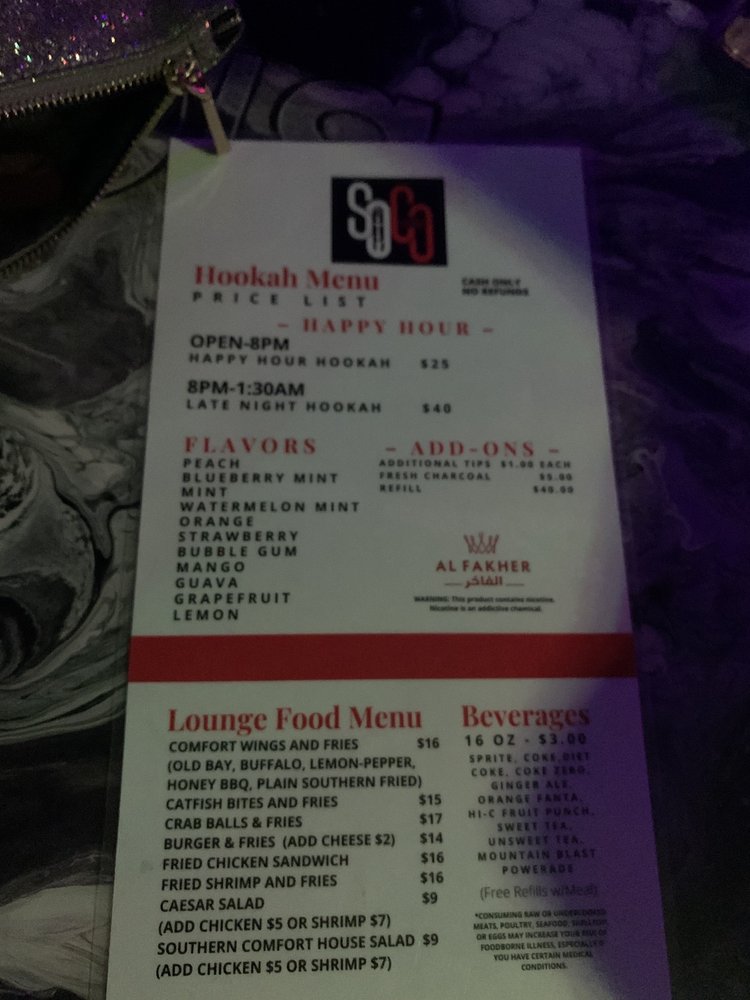 SOCO
Hookah Menu
PRICE LIST
CASH ONLY
NO REFUNDS
– HAPPY HOUR –
OPEN-8PM
HAPPY HOUR HOOKAH $25
8PM-1:30AM
LATE NIGHT HOOKAH $40
FLAVORS
PEACH
BLUEBERRY MINT
MINT
WATERMELON MINT
ORANGE
STRAWBERRY
BUBBLE GUM
MANGO
GUAVA
GRAPEFRUIT
LEMON
– ADD-ONS –
ADDITIONAL TIPS $1.00 EACH
FRESH CHARCOAL
REFILL $40.00
AL FAKHER
الفاخر
WARNING: This product contains nicotine.
Nicotine is an addictive chemical.
Lounge Food Menu
COMFORT WINGS AND FRIES $16
(OLD BAY, BUFFALO, LEMON-PEPPER,
HONEY BBQ, PLAIN SOUTHERN FRIED)
CATFISH BITES AND FRIES $15
CRAB BALLS & FRIES $17
BURGER & FRIES (ADD CHEESE $2) $14
FRIED CHICKEN SANDWICH $16
FRIED SHRIMP AND FRIES $16
CAESAR SALAD $9
(ADD CHICKEN $5 OR SHRIMP $7)
SOUTHERN COMFORT HOUSE SALAD $9
(ADD CHICKEN $5 OR SHRIMP $7)
Beverages
16 OZ - $3.00
SPRITE, COKE, DIET
COKE, COKE ZERO,
GINGER ALE,
ORANGE FANTA,
HI-C FRUIT PUNCH,
SWEET TEA,
UNSWEET TEA,
MOUNTAIN BLAST
POWERADE
(Free Refills w/Meal)
*CONSUMING RAW OR UNDERCOOKED
MEATS, POULTRY, SEAFOOD, SHELLFISH
OR EGGS MAY INCREASE YOUR RISK OF
FOODBORNE ILLNESS, ESPECIALLY IF
YOU HAVE CERTAIN MEDICAL
CONDITIONS.